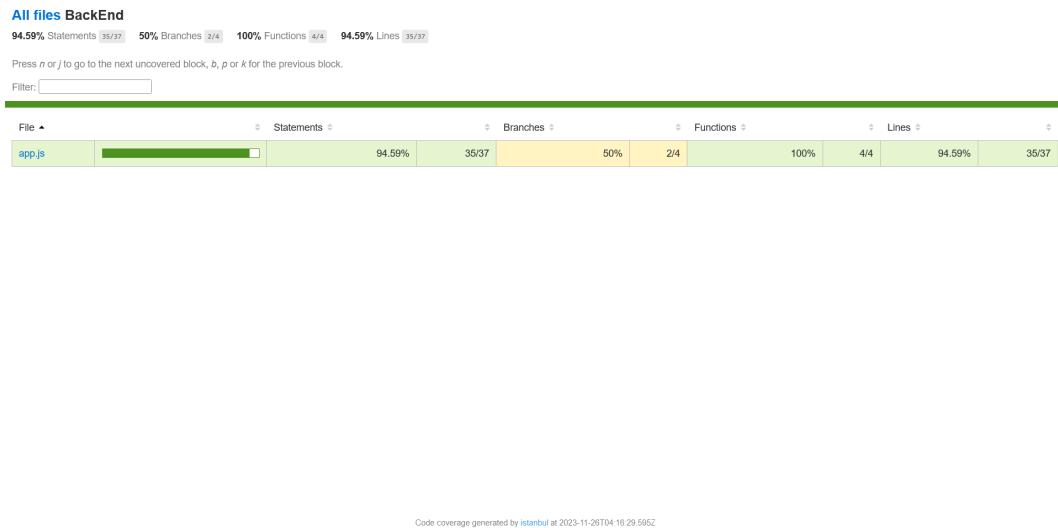 All files BackEnd
94.59% Statements 35/37 50% Branches 2/4 100% Functions 4/4 94.59% Lines 35/37
Press n or j to go to the next uncovered block, b, p or k for the previous block.
Filter:
File Statements Branches Functions Lines
app.js 94.59% 35/37 50% 2/4 100% 4/4 94.59% 35/37
Code coverage generated by istanbul at 2023-11-26T04:16:29.595Z